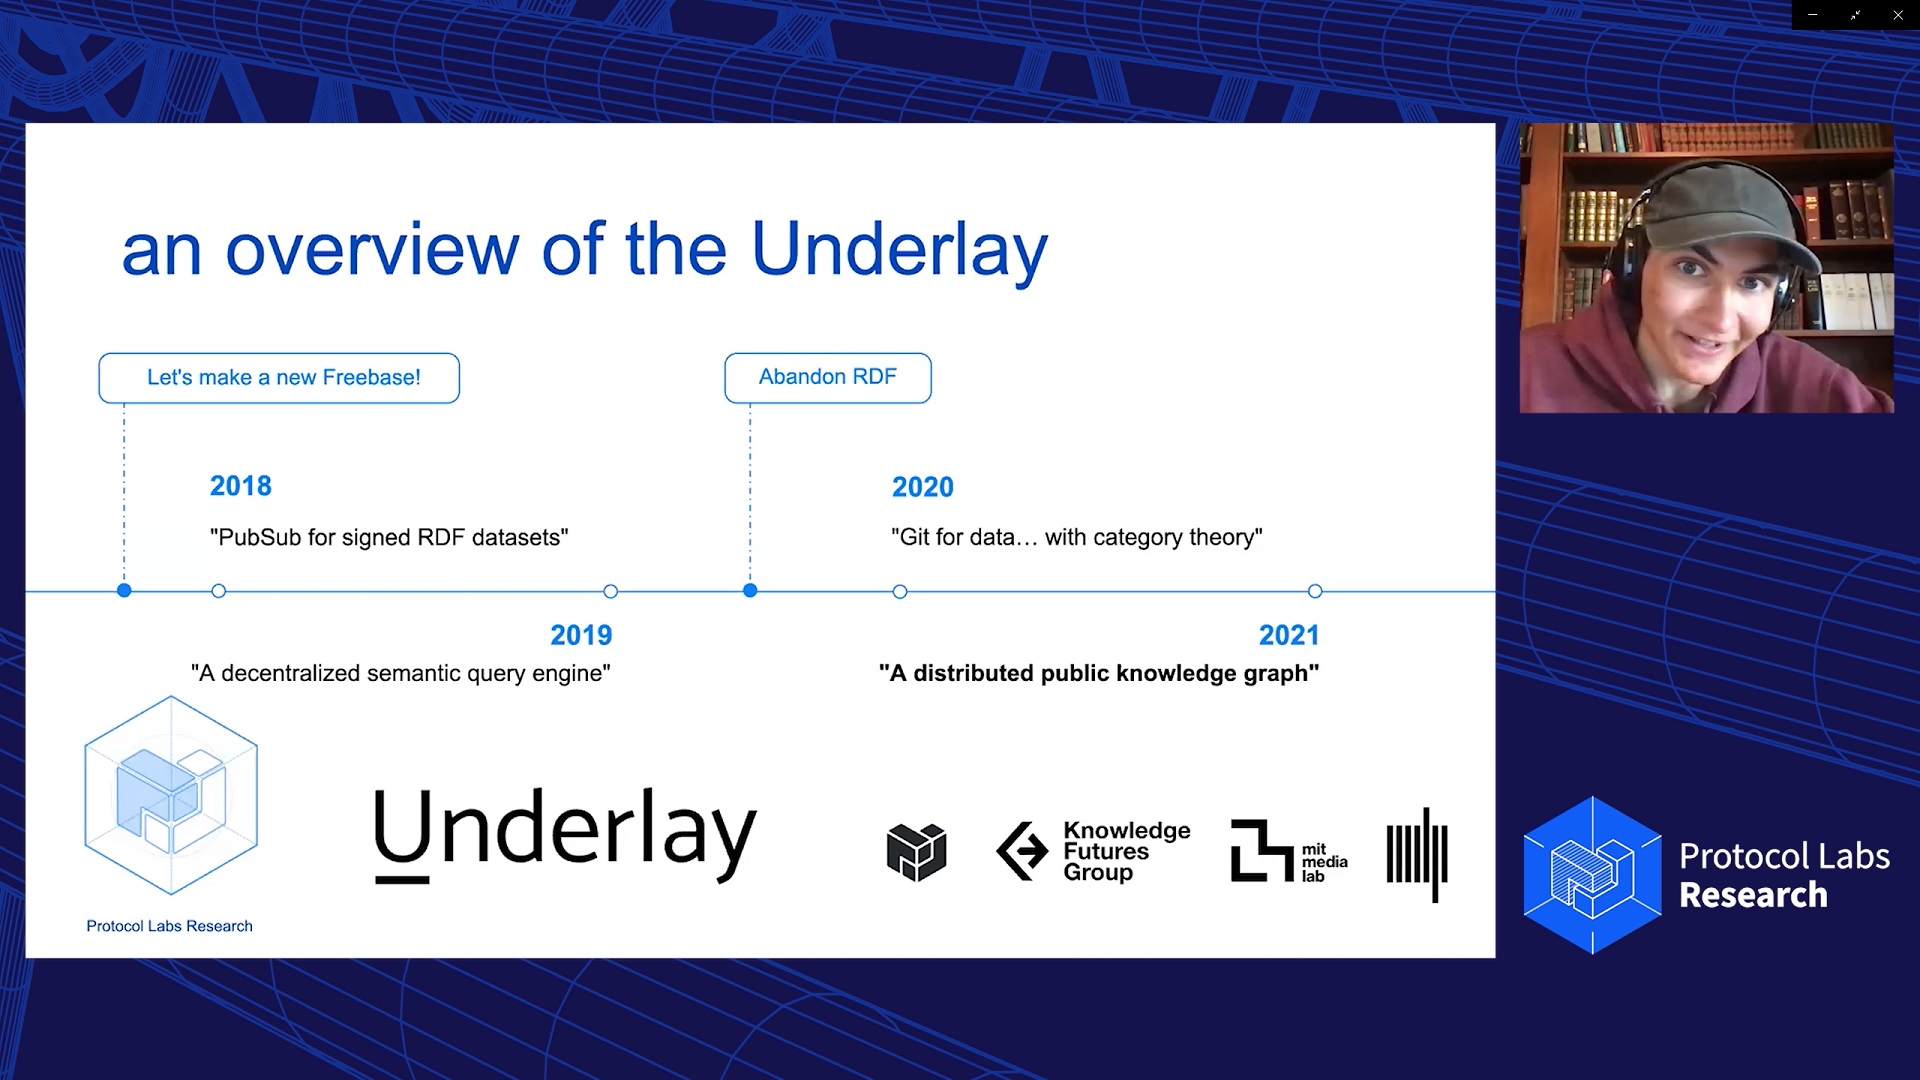 an overview of the Underlay
Let's make a new Freebase!
Abandon RDF
2018
"PubSub for signed RDF datasets"
2020
"Git for data… with category theory"
2019
"A decentralized semantic query engine"
2021
"A distributed public knowledge graph"
Protocol Labs Research
Underlay
Knowledge
Futures
Group
mit
media
lab
Protocol Labs
Research